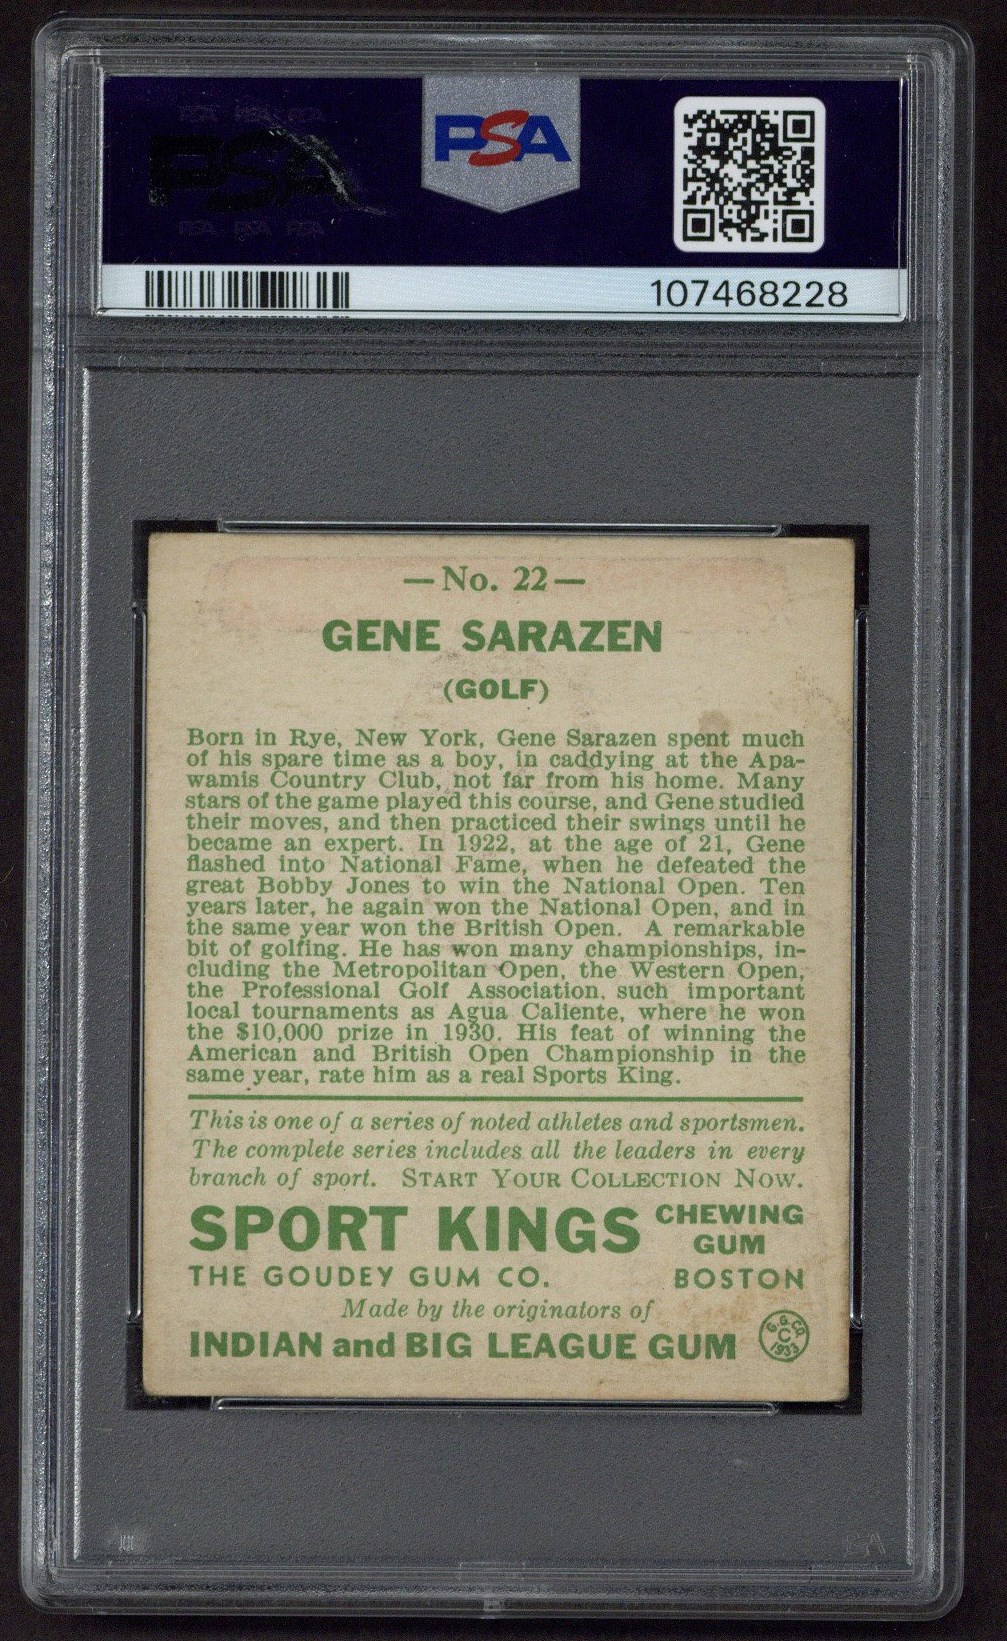 PSA PSA PSA
PSA
PSA PSA PSA
PSA
107468228
—No. 22—
GENE SARAZEN
(GOLF)
Born in Rye, New York, Gene Sarazen spent much
of his spare time as a boy, in caddying at the Apa-
wamis Country Club, not far from his home. Many
stars of the game played this course, and Gene studied
their moves, and then practiced their swings until he
became an expert. In 1922, at the age of 21, Gene
flashed into National Fame, when he defeated the
great Bobby Jones to win the National Open. Ten
years later, he again won the National Open, and in
the same year won the British Open. A remarkable
bit of golfing. He has won many championships, in-
cluding the Metropolitan Open, the Western Open,
the Professional Golf Association, such important
local tournaments as Agua Caliente, where he won
the $10,000 prize in 1930. His feat of winning the
American and British Open Championship in the
same year, rate him as a real Sports King.
This is one of a series of noted athletes and sportsmen.
The complete series includes all the leaders in every
branch of sport. START YOUR COLLECTION NOW.
SPORT KINGS CHEWING GUM
THE GOUDEY GUM CO. BOSTON
Made by the originators of
INDIAN and BIG LEAGUE GUM
G.G.CO.
C
1933